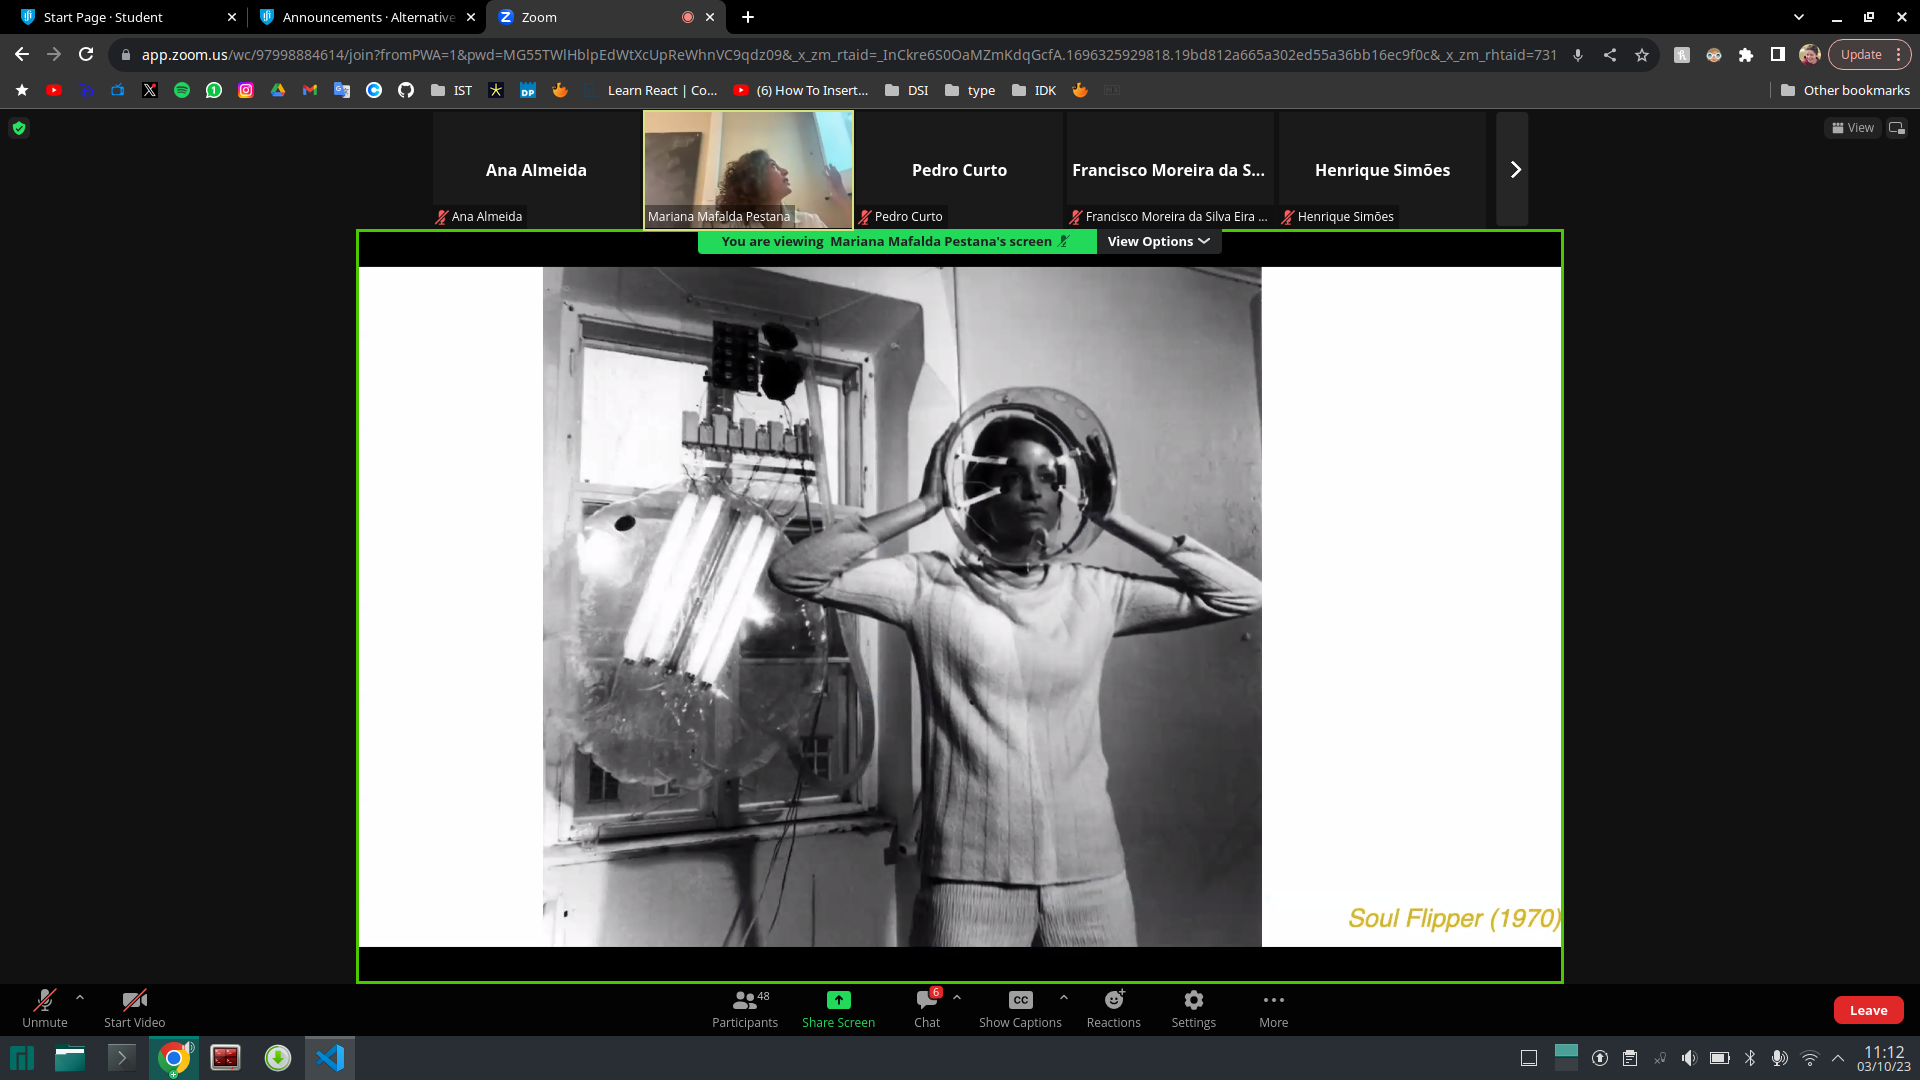 Start Page · Student
Announcements · Alternative
Zoom
app.zoom.us/wc/97998884614/join?fromPWA=1&pwd=MG55TWlHblpEdWtXcUpReWhnVC9qdz09&_x_zm_rtaid=_InCkre6S0OaMZmKdqGcfA.1696325929818.19bd812a665a302ed55a36bb16ec9f0c&_x_zm_rhtaid=731
Update
IST
DP
Learn React | Co...
(6) How To Insert...
DSI
type
IDK
Other bookmarks
View
Ana Almeida
Pedro Curto
Francisco Moreira da S...
Henrique Simões
Ana Almeida
Mariana Mafalda Pestana
Pedro Curto
Francisco Moreira da Silva Eira ...
Henrique Simões
You are viewing Mariana Mafalda Pestana's screen
View Options
Soul Flipper (1970)
Unmute
Start Video
Participants
48
Share Screen
Chat
6
CC
Show Captions
Reactions
Settings
More
Leave
11:12
03/10/23